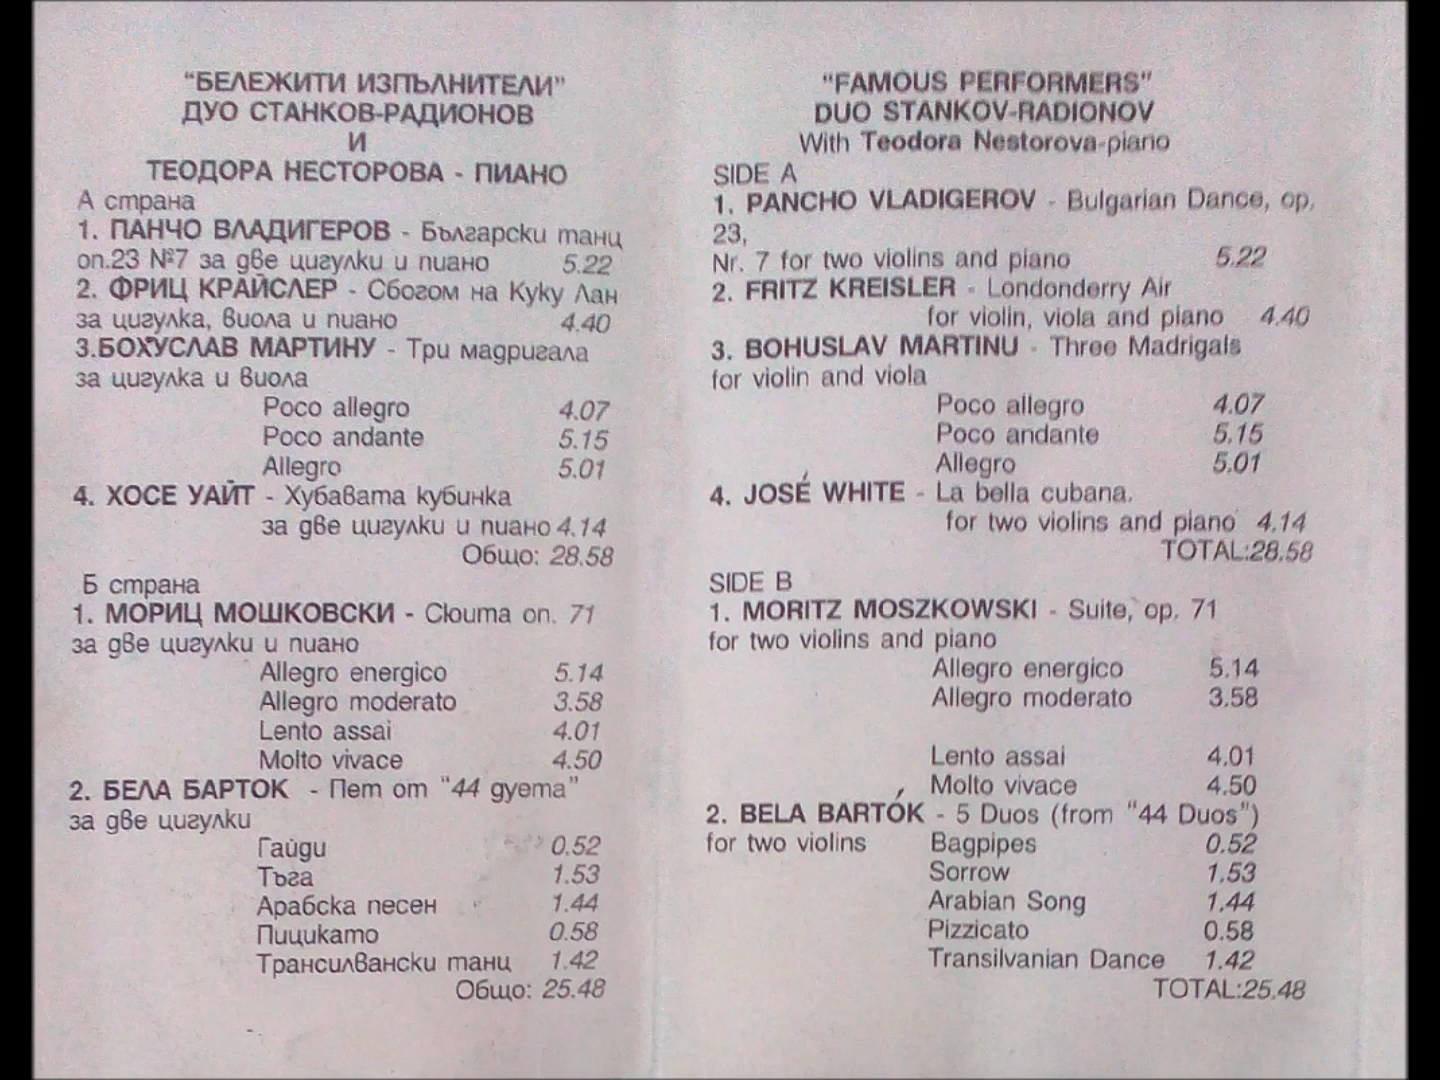 “БЕЛЕЖИТИ ИЗПЪЛНИТЕЛИ”
ДУО СТАНКОВ-РАДИОНОВ
И
ТЕОДОРА НЕСТОРОВА - ПИАНО
А страна
1. ПАНЧО ВЛАДИГЕРОВ - Български танц
оп.23 №7 за две цигулки и пиано 5.22
2. ФРИЦ КРАЙСЛЕР - Сбогом на Куку Лан
за цигулка, виола и пиано 4.40
3.БОХУСЛАВ МАРТИНУ - Три мадригала
за цигулка и виола
Poco allegro 4.07
Poco andante 5.15
Allegro 5.01
4. ХОСЕ УАЙТ - Хубавата кубинка
за две цигулки и пиано 4.14
Общо: 28.58
Б страна
1. МОРИЦ МОШКОВСКИ - Сюита оп. 71
за две цигулки и пиано
Allegro energico 5.14
Allegro moderato 3.58
Lento assai 4.01
Molto vivace 4.50
2. БЕЛА БАРТОК - Пет от “44 дуета”
за две цигулки
Гайди 0.52
Тъга 1.53
Арабска песен 1.44
Пицикато 0.58
Трансилвански танц 1.42
Общо: 25.48
“FAMOUS PERFORMERS”
DUO STANKOV-RADIONOV
With Teodora Nestorova-piano
SIDE A
1. PANCHO VLADIGEROV - Bulgarian Dance, op.
23,
Nr. 7 for two violins and piano 5.22
2. FRITZ KREISLER - Londonderry Air
for violin, viola and piano 4.40
3. BOHUSLAV MARTINU - Three Madrigals
for violin and viola
Poco allegro 4.07
Poco andante 5.15
Allegro 5.01
4. JOSÉ WHITE - La bella cubana.
for two violins and piano 4.14
TOTAL:28.58
SIDE B
1. MORITZ MOSZKOWSKI - Suite, op. 71
for two violins and piano
Allegro energico 5.14
Allegro moderato 3.58
Lento assai 4.01
Molto vivace 4.50
2. BELA BARTÓK - 5 Duos (from “44 Duos”)
for two violins Bagpipes 0.52
Sorrow 1.53
Arabian Song 1.44
Pizzicato 0.58
Transilvanian Dance 1.42
TOTAL:25.48